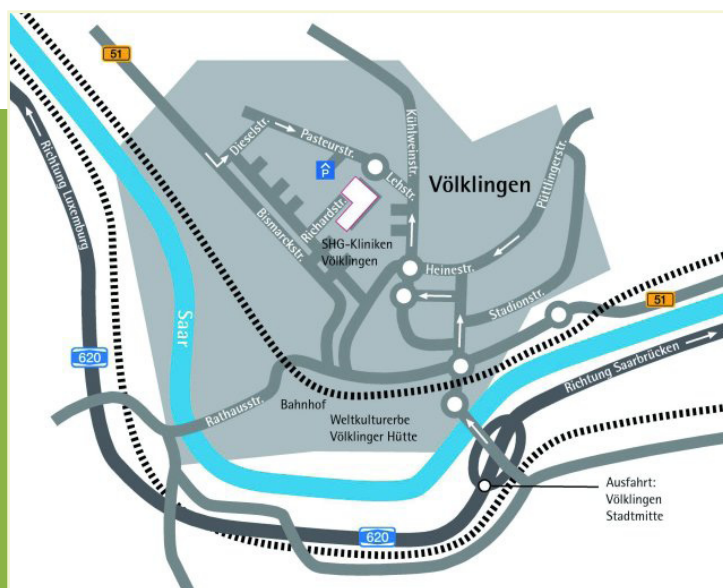 51
Richtung Luxemburg
Dieselstr.
Pasteurstr.
Kühlweinstr.
P
Lehstr.
Völklingen
Püttlingerstr.
Richardstr.
Bismarckstr.
SHG-Kliniken
Völklingen
Heinestr.
Saar
Stadionstr.
51
620
Richtung Saarbrücken
Rathausstr.
Bahnhof
Weltkulturerbe
Völklinger Hütte
Ausfahrt:
Völklingen
Stadtmitte
620